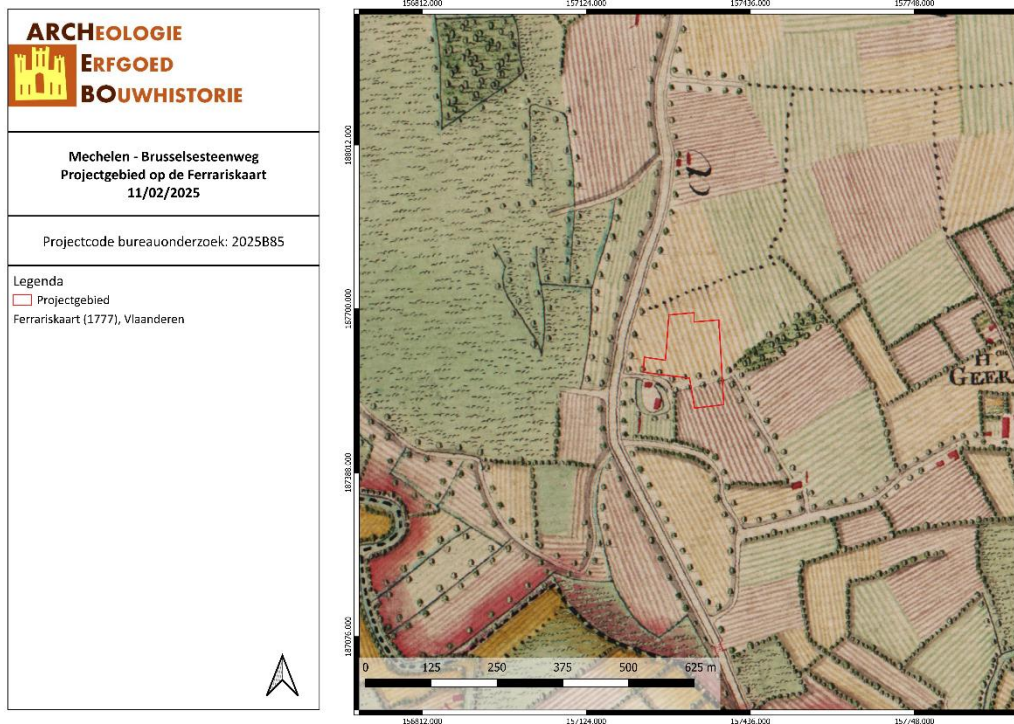 ARCHEOLOGIE
ERFGOED
BOUWHISTORIE
Mechelen - Brusselsesteenweg
Projectgebied op de Ferrariskaart
11/02/2025
Projectcode bureauonderzoek: 2025B85
Legenda
Projectgebied
Ferrariskaart (1777), Vlaanderen
156812.000 157124.000 157436.000 157748.000
188012.000
187700.000
187388.000
187076.000
GEER
0 125 250 375 500 625 m
156812.000 157124.000 157436.000 157748.000